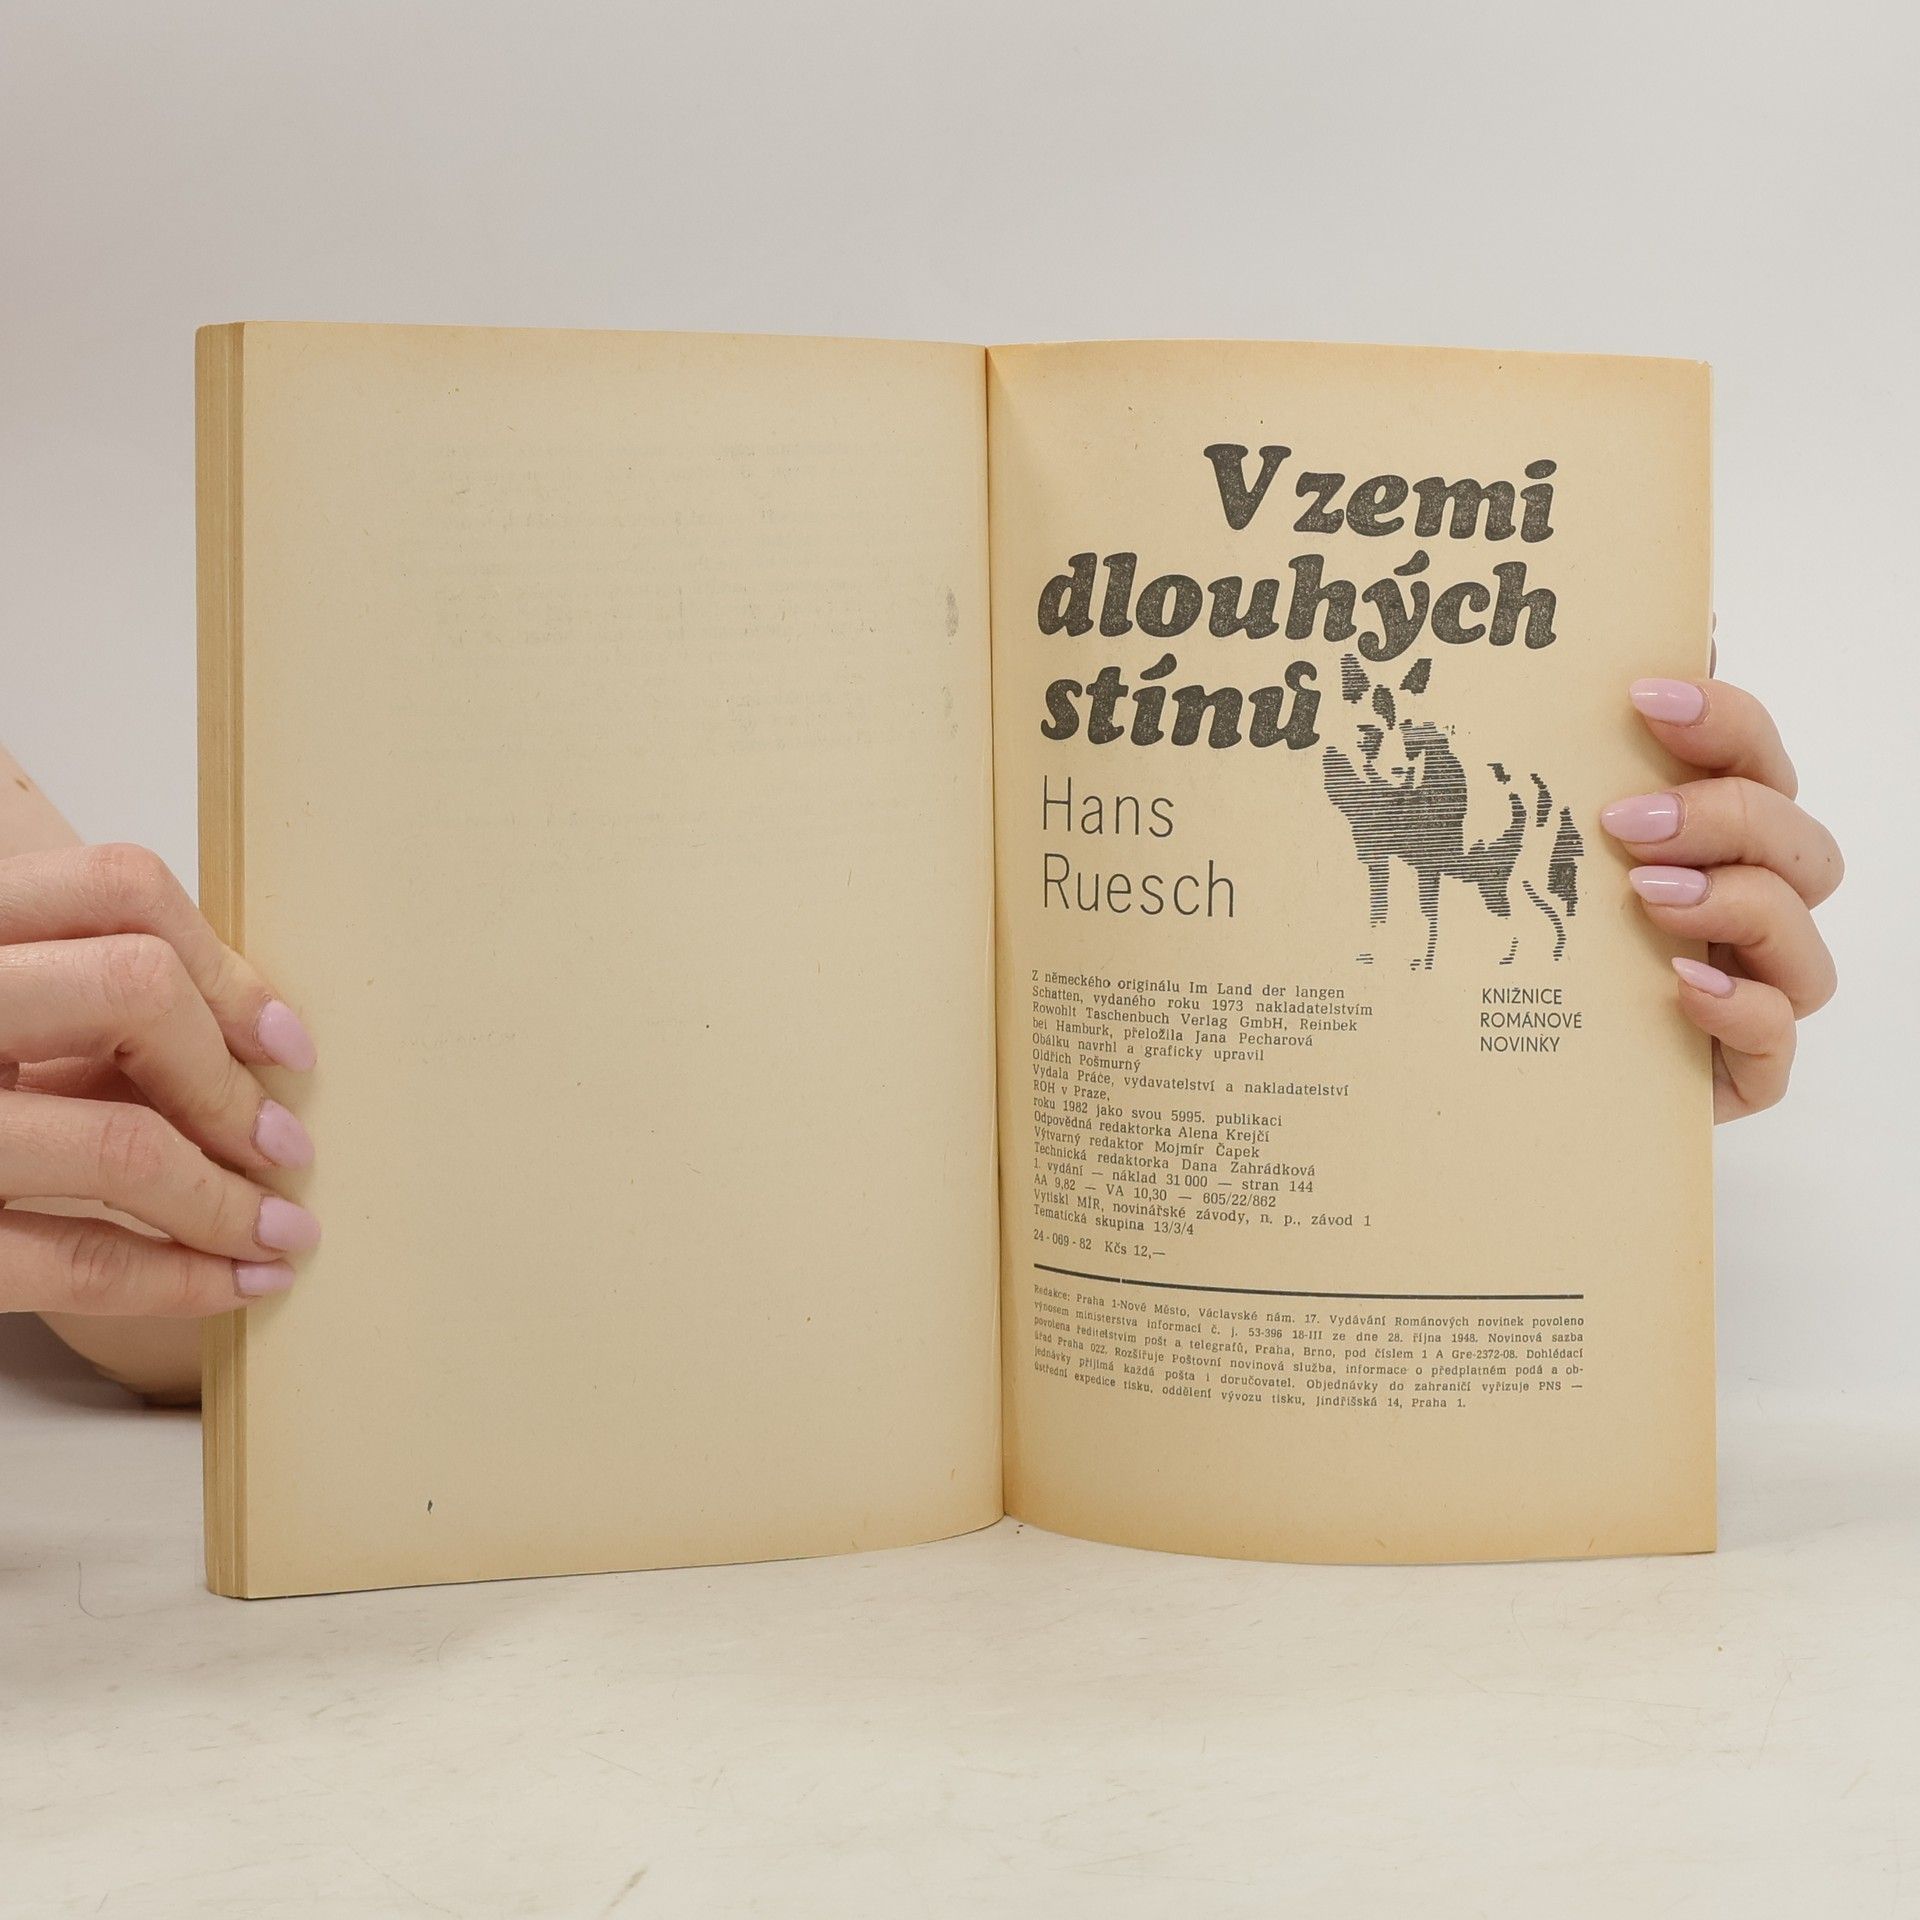 V zemi
dlouhých
stínů
Hans
Ruesch
Z německého originálu Im Land der langen
Schatten, vydaného roku 1973 nakladatelstvím
Rowohlt Taschenbuch Verlag GmbH, Reinbek
bei Hamburk, přeložila Jana Pecharová
Obálku navrhl a graficky upravil
Oldřich Pošmurný
Vydala Práce, vydavatelství a nakladatelství
ROH v Praze,
roku 1982 jako svou 5995. publikaci
Odpovědná redaktorka Alena Krejčí
Výtvarný redaktor Mojmír Čapek
Technická redaktorka Dana Zahrádková
1. vydání — náklad 31 000 — stran 144
AA 9,82 — VA 10,30 — 605/22/862
Vytiskl MÍR, novinářské závody, n. p., závod 1
Tematická skupina 13/3/4
24-069-82 Kčs 12,—
KNIŽNICE
ROMÁNOVÉ
NOVINKY
Redakce: Praha 1-Nové Město, Václavské nám. 17. Vydávání Románových novinek povoleno
výnosem ministerstva informací č. j. 53-396 18-III ze dne 28. října 1948. Novinová sazba
povolena ředitelstvím pošt a telegrafů, Praha, Brno, pod číslem 1 A Gre-2372-08. Dohlédací
úřad Praha 022. Rozšiřuje Poštovní novinová služba, informace o předplatném podá a ob-
jednávky přijímá každá pošta i doručovatel. Objednávky do zahraničí vyřizuje PNS —
ústřední expedice tisku, oddělení vývozu tisku, Jindřišská 14, Praha 1.